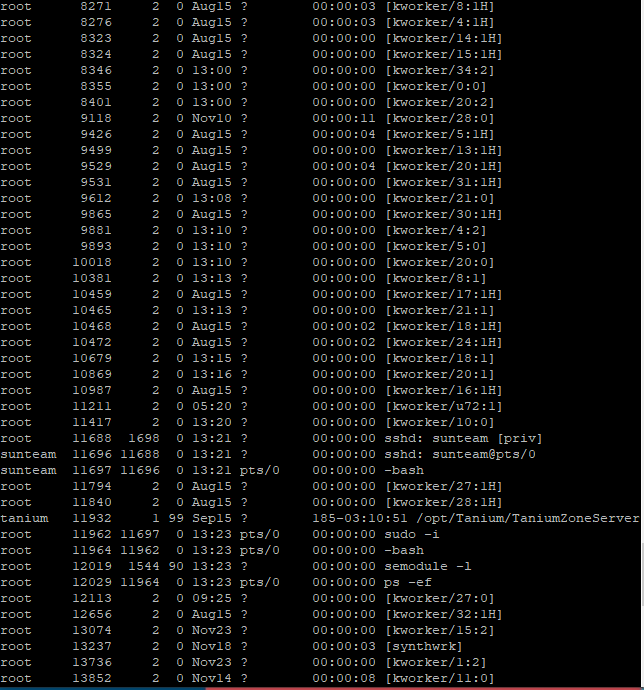 root      8271     2  0 Aug15 ?        00:00:03 [kworker/8:1H]
root      8276     2  0 Aug15 ?        00:00:03 [kworker/4:1H]
root      8323     2  0 Aug15 ?        00:00:00 [kworker/14:1H]
root      8324     2  0 Aug15 ?        00:00:00 [kworker/15:1H]
root      8346     2  0 13:00 ?        00:00:00 [kworker/34:2]
root      8355     2  0 13:00 ?        00:00:00 [kworker/0:0]
root      8401     2  0 13:00 ?        00:00:00 [kworker/20:2]
root      9118     2  0 Nov10 ?        00:00:11 [kworker/28:0]
root      9426     2  0 Aug15 ?        00:00:04 [kworker/5:1H]
root      9499     2  0 Aug15 ?        00:00:00 [kworker/13:1H]
root      9529     2  0 Aug15 ?        00:00:04 [kworker/20:1H]
root      9531     2  0 Aug15 ?        00:00:00 [kworker/31:1H]
root      9612     2  0 13:08 ?        00:00:00 [kworker/21:0]
root      9865     2  0 Aug15 ?        00:00:00 [kworker/30:1H]
root      9881     2  0 13:10 ?        00:00:00 [kworker/4:2]
root      9893     2  0 13:10 ?        00:00:00 [kworker/5:0]
root     10018     2  0 13:10 ?        00:00:00 [kworker/20:0]
root     10381     2  0 13:13 ?        00:00:00 [kworker/8:1]
root     10459     2  0 Aug15 ?        00:00:00 [kworker/17:1H]
root     10465     2  0 13:13 ?        00:00:00 [kworker/21:1]
root     10468     2  0 Aug15 ?        00:00:02 [kworker/18:1H]
root     10472     2  0 Aug15 ?        00:00:02 [kworker/24:1H]
root     10679     2  0 13:15 ?        00:00:00 [kworker/18:1]
root     10869     2  0 13:16 ?        00:00:00 [kworker/20:1]
root     10987     2  0 Aug15 ?        00:00:00 [kworker/16:1H]
root     11211     2  0 05:20 ?        00:00:00 [kworker/u72:1]
root     11417     2  0 13:20 ?        00:00:00 [kworker/10:0]
root     11688  1698  0 13:21 ?        00:00:00 sshd: sunteam [priv]
sunteam  11696 11688  0 13:21 ?        00:00:00 sshd: sunteam@pts/0
sunteam  11697 11696  0 13:21 pts/0    00:00:00 -bash
root     11794     2  0 Aug15 ?        00:00:00 [kworker/27:1H]
root     11840     2  0 Aug15 ?        00:00:00 [kworker/28:1H]
tanium   11932     1 99 Sep15 ?        185-03:10:51 /opt/Tanium/TaniumZoneServer
root     11962 11697  0 13:23 pts/0    00:00:00 sudo -i
root     11964 11962  0 13:23 pts/0    00:00:00 -bash
root     12019  1544 90 13:23 ?        00:00:00 semodule -l
root     12029 11964  0 13:23 pts/0    00:00:00 ps -ef
root     12113     2  0 09:25 ?        00:00:00 [kworker/27:0]
root     12656     2  0 Aug15 ?        00:00:00 [kworker/32:1H]
root     13074     2  0 Nov23 ?        00:00:00 [kworker/15:2]
root     13237     2  0 Nov18 ?        00:00:03 [synthwrk]
root     13736     2  0 Nov23 ?        00:00:00 [kworker/1:2]
root     13852     2  0 Nov14 ?        00:00:08 [kworker/11:0]